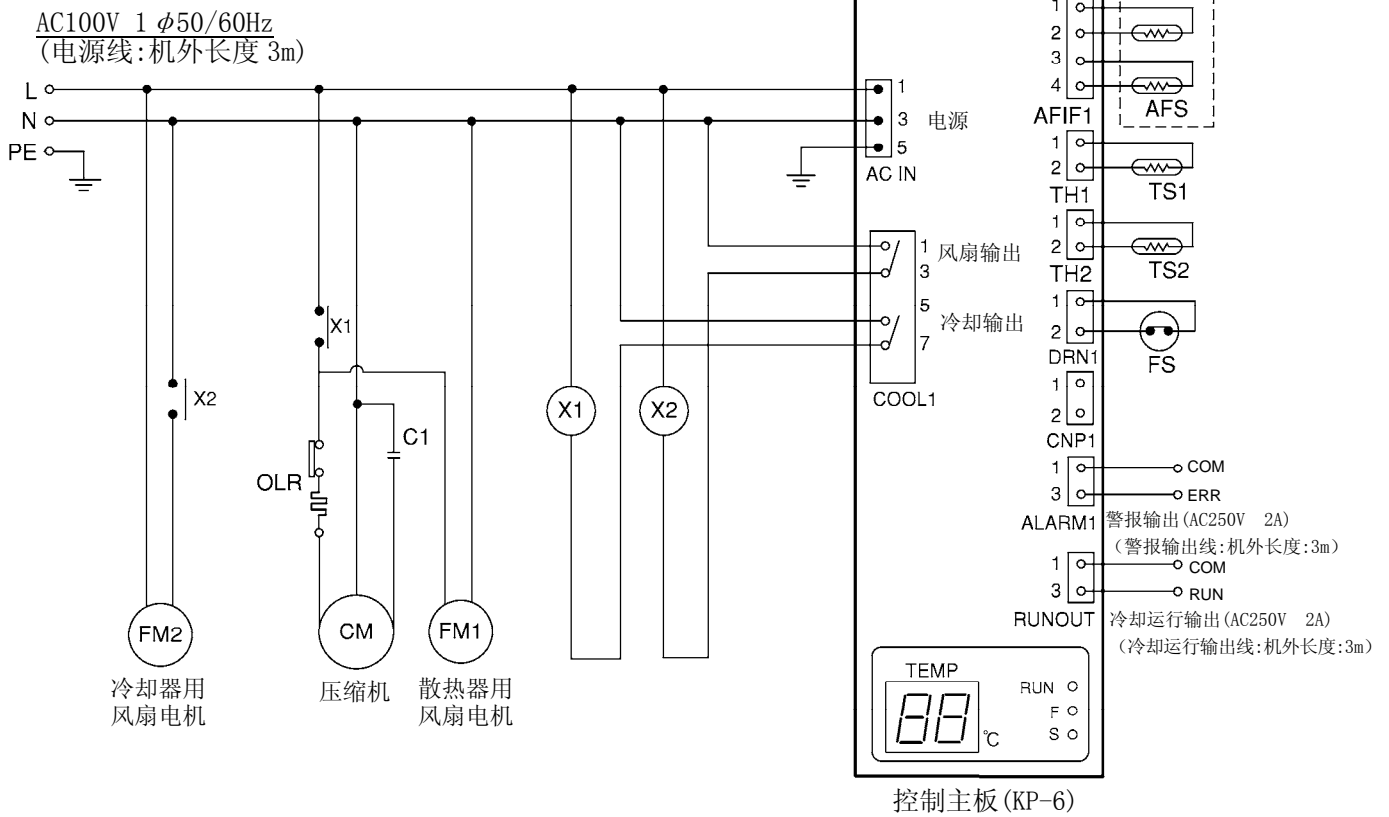 AC100V 1φ50/60Hz
(电源线:机外长度 3m)
L
N
PE
1
3 电源
5
AC IN
1 风扇输出
3
5
冷却输出
7
COOL1
1
2
3
4
AFIF1
AFS
1
2
TH1
TS1
1
2
TH2
TS2
1
2
DRN1
FS
1
2
CNP1
1
COM
3
ERR
ALARM1
警报输出(AC250V 2A)
(警报输出线:机外长度:3m)
1
COM
3
RUN
RUNOUT
冷却运行输出(AC250V 2A)
(冷却运行输出线:机外长度:3m)
X1
X2
C1
OLR
X1
X2
FM2
CM
FM1
冷却器用
风扇电机
压缩机
散热器用
风扇电机
TEMP
88
℃
RUN
F
S
控制主板(KP-6)